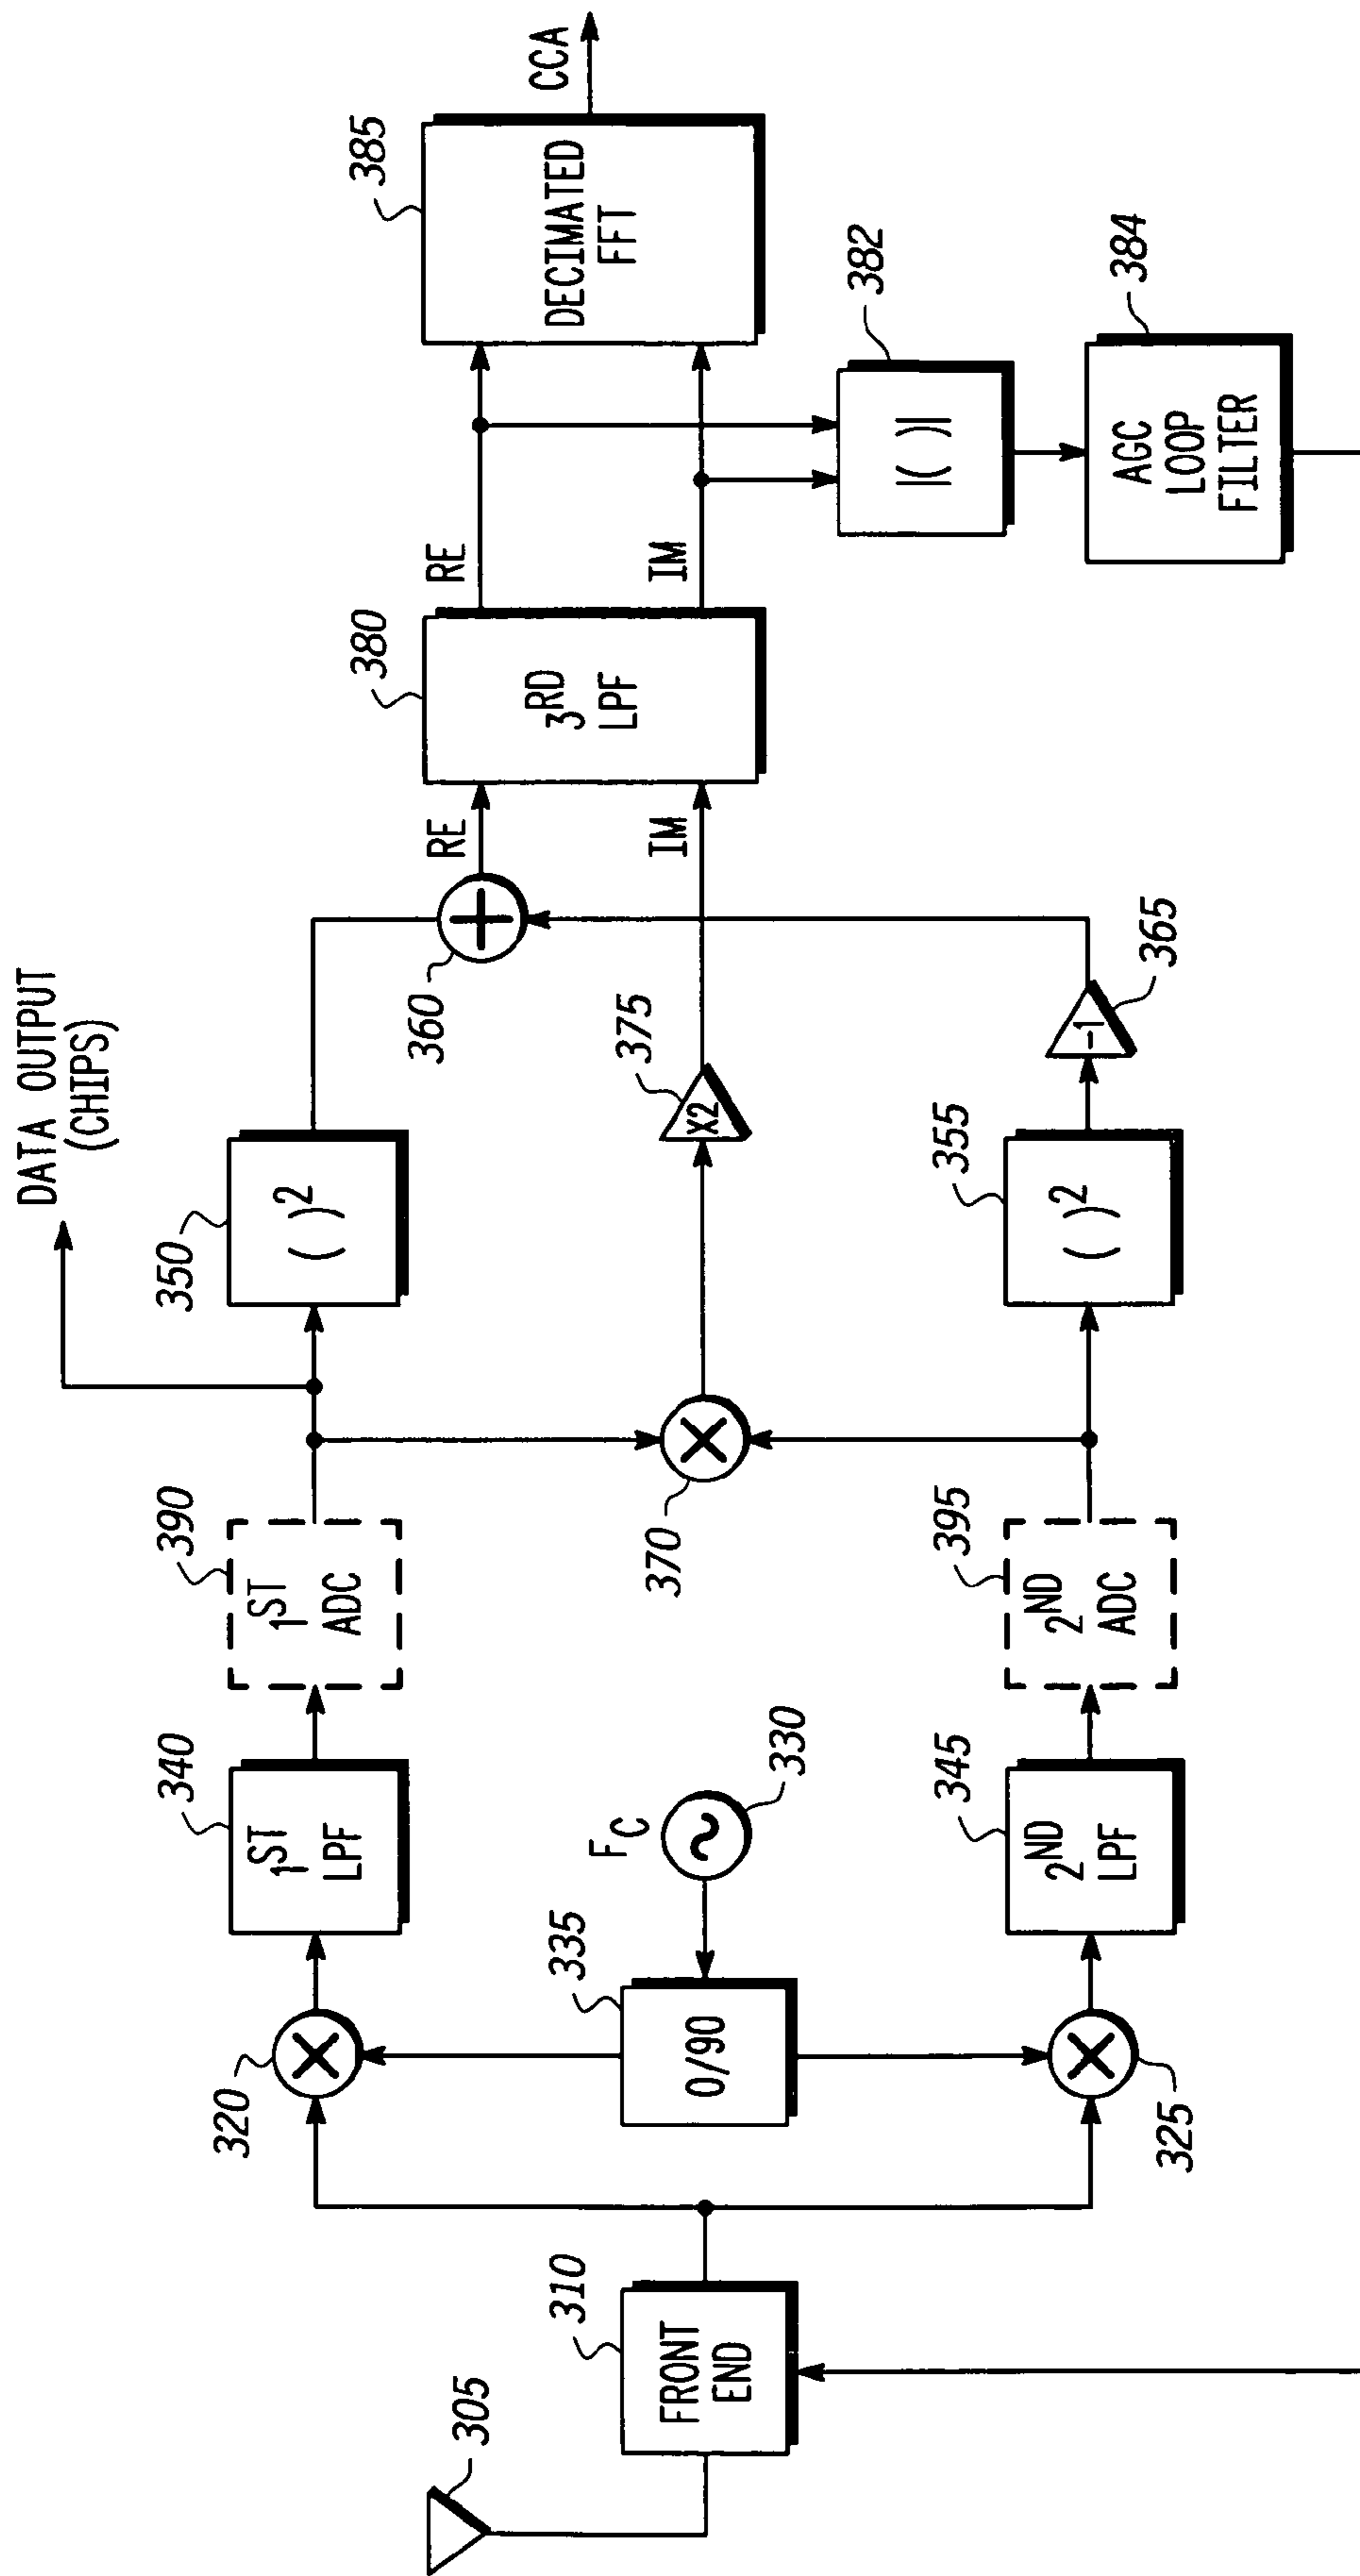 DATA OUTPUT
(CHIPS)
305
310
FRONT
END
320
325
335
0/90
FC
330
340
1ST
LPF
345
2ND
LPF
390
1ST
ADC
395
2ND
ADC
370
350
( )2
355
( )2
375
X2
365
-1
360
+
RE
IM
380
3RD
LPF
RE
IM
382
|( )|
384
AGC
LOOP
FILTER
385
DECIMATED
FFT
CCA